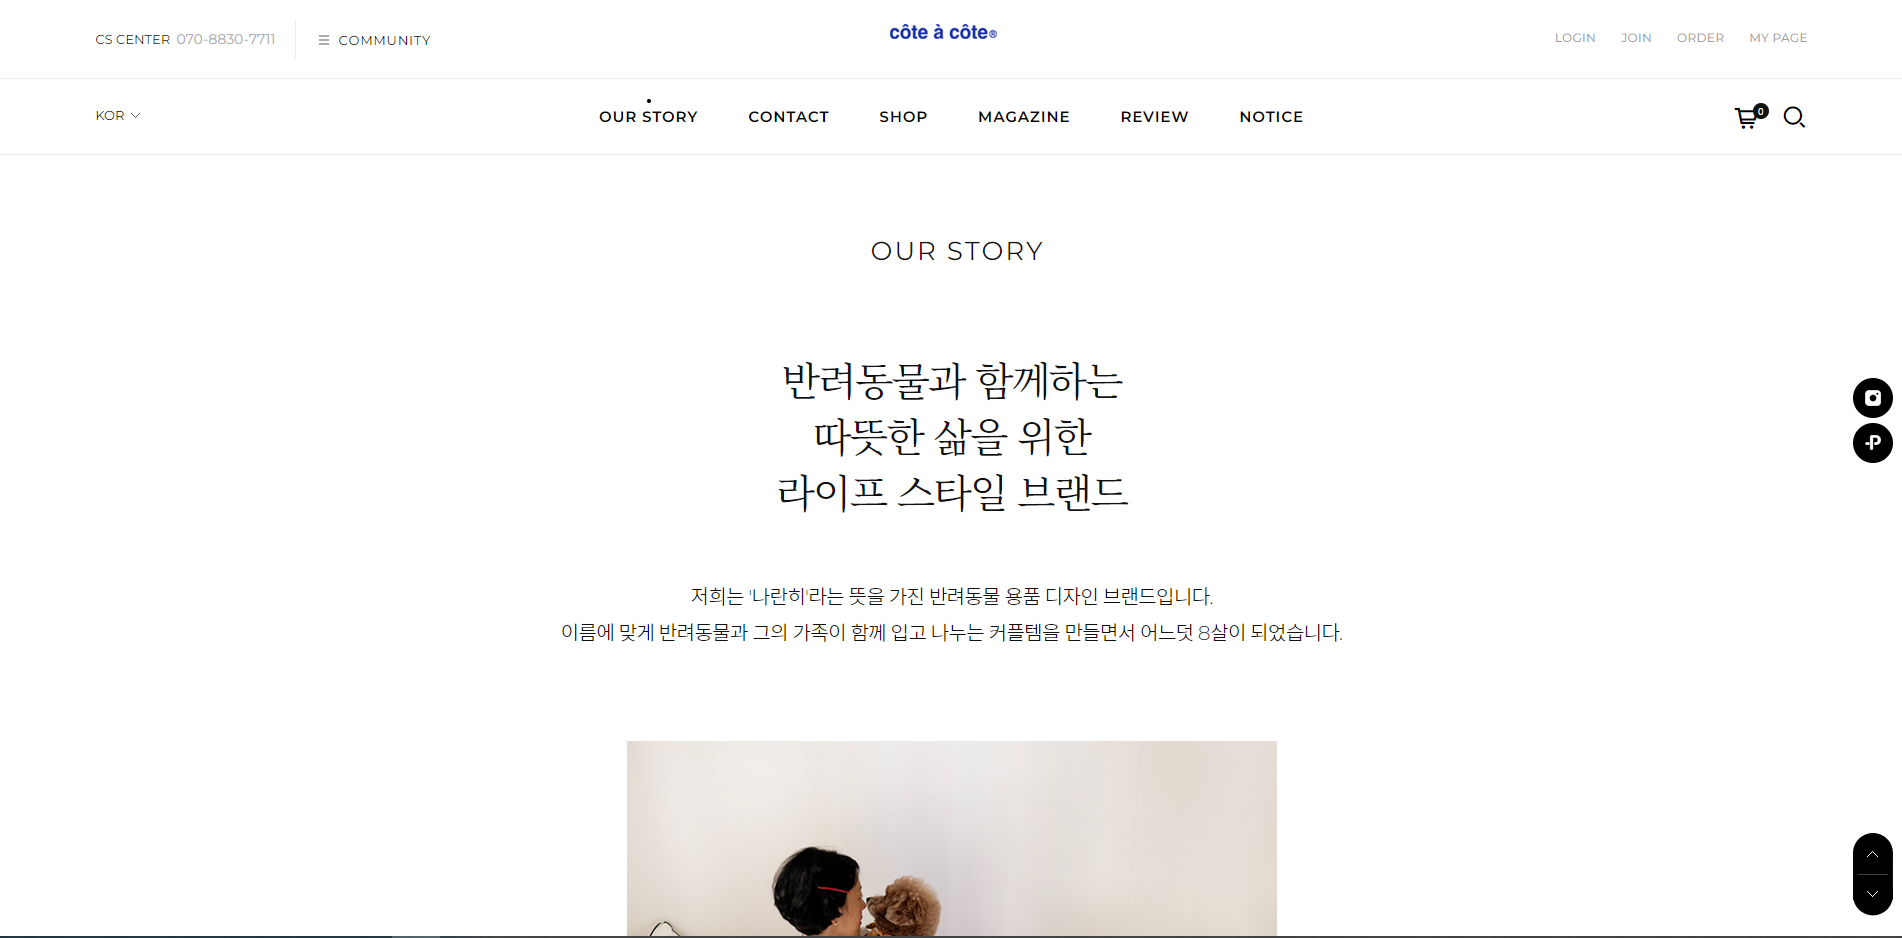 CS CENTER 070-8830-7711
COMMUNITY
côte à côte®
LOGIN JOIN ORDER MY PAGE
KOR
OUR STORY CONTACT SHOP MAGAZINE REVIEW NOTICE
0
OUR STORY
반려동물과 함께하는
따뜻한 삶을 위한
라이프 스타일 브랜드
저희는 '나란히'라는 뜻을 가진 반려동물 용품 디자인 브랜드입니다.
이름에 맞게 반려동물과 그의 가족이 함께 입고 나누는 커플템을 만들면서 어느덧 8살이 되었습니다.